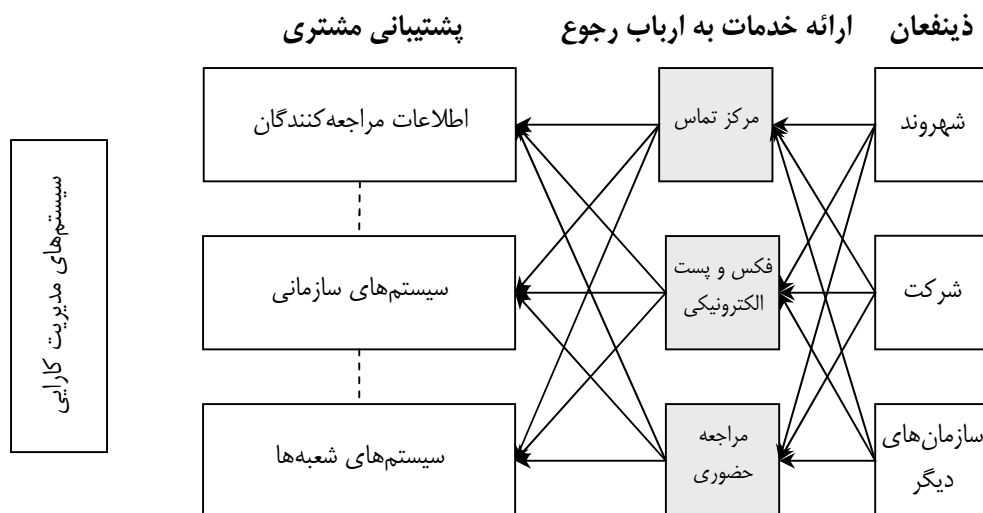 ذینفعان
ارائه خدمات به ارباب رجوع
پشتیبانی مشتری
شهروند
مرکز تماس
اطلاعات مراجعه‌کنندگان
شرکت
فکس و پست
الکترونیکی
سیستم‌های سازمانی
سازمان‌های
دیگر
مراجعه
حضوری
سیستم‌های شعبه‌ها
سیستم‌های مدیریت کارایی